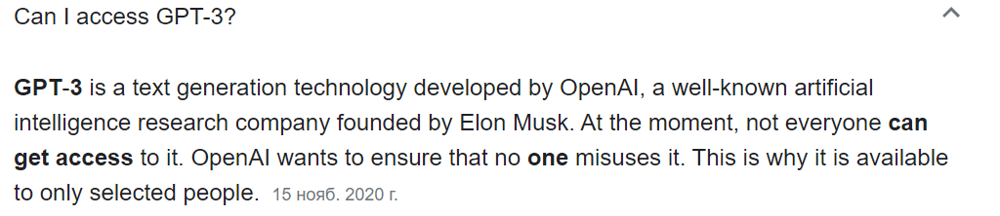 Can I access GPT-3?
GPT-3 is a text generation technology developed by OpenAI, a well-known artificial
intelligence research company founded by Elon Musk. At the moment, not everyone can
get access to it. OpenAI wants to ensure that no one misuses it. This is why it is available
to only selected people. 15 нояб. 2020 г.